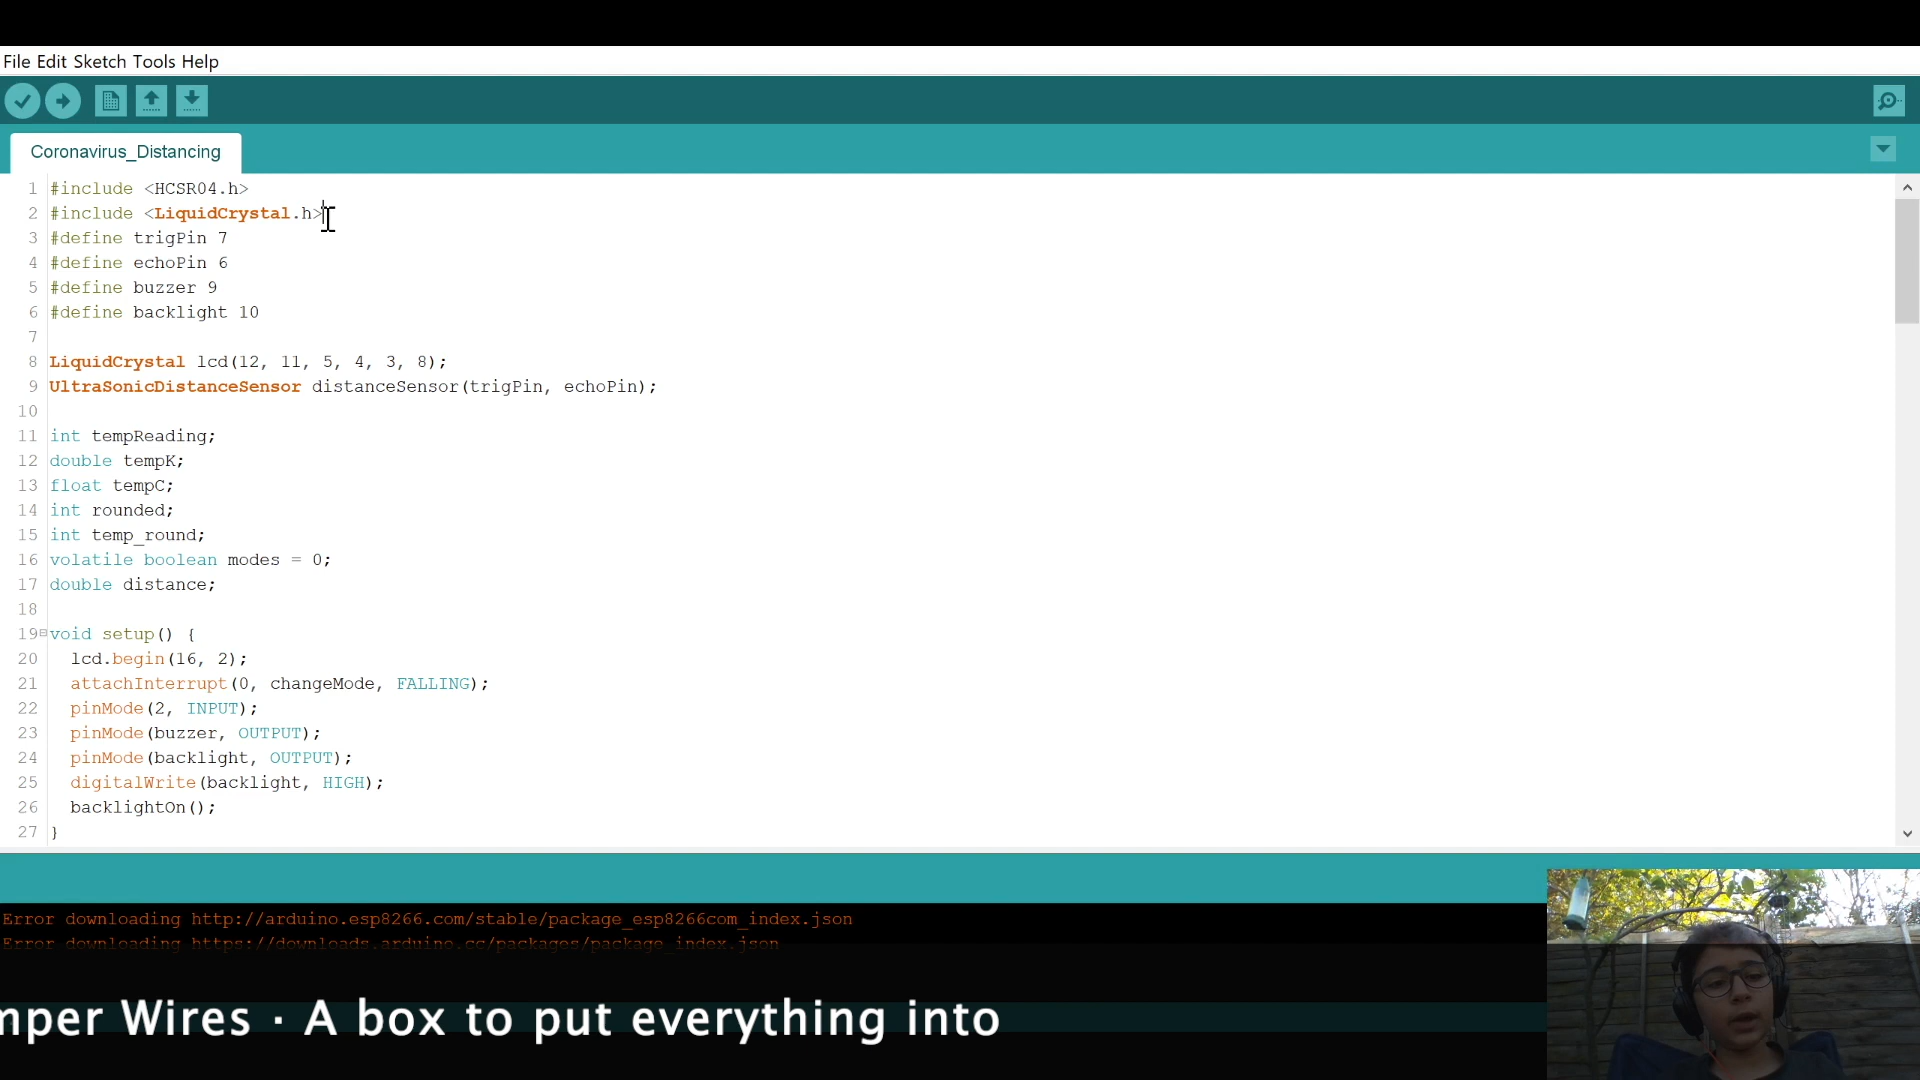 File Edit Sketch Tools Help
Coronavirus_Distancing
1 #include <HCSR04.h>
2 #include <LiquidCrystal.h>
3 #define trigPin 7
4 #define echoPin 6
5 #define buzzer 9
6 #define backlight 10
7
8 LiquidCrystal lcd(12, 11, 5, 4, 3, 8);
9 UltraSonicDistanceSensor distanceSensor(trigPin, echoPin);
10
11 int tempReading;
12 double tempK;
13 float tempC;
14 int rounded;
15 int temp_round;
16 volatile boolean modes = 0;
17 double distance;
18
19 void setup() {
20 lcd.begin(16, 2);
21 attachInterrupt(0, changeMode, FALLING);
22 pinMode(2, INPUT);
23 pinMode(buzzer, OUTPUT);
24 pinMode(backlight, OUTPUT);
25 digitalWrite(backlight, HIGH);
26 backlightOn();
27 }
Error downloading http://arduino.esp8266.com/stable/package_esp8266com_index.json
Error downloading https://downloads.arduino.cc/packages/package_index.json
mper Wires · A box to put everything into